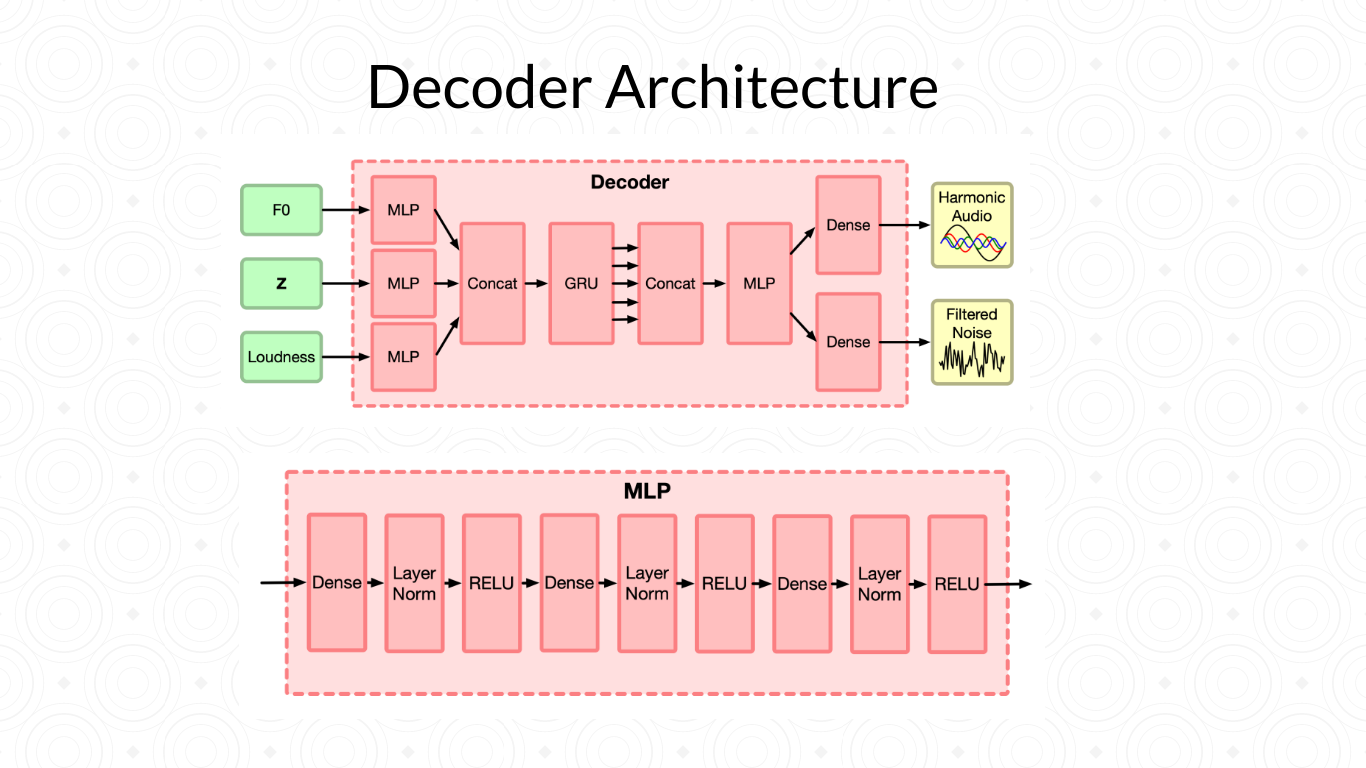 Decoder Architecture
Decoder
F0
MLP
Z
MLP
Loudness
MLP
Concat
GRU
Concat
MLP
Dense
Dense
Harmonic
Audio
Filtered
Noise
MLP
Dense
Layer
Norm
RELU
Dense
Layer
Norm
RELU
Dense
Layer
Norm
RELU